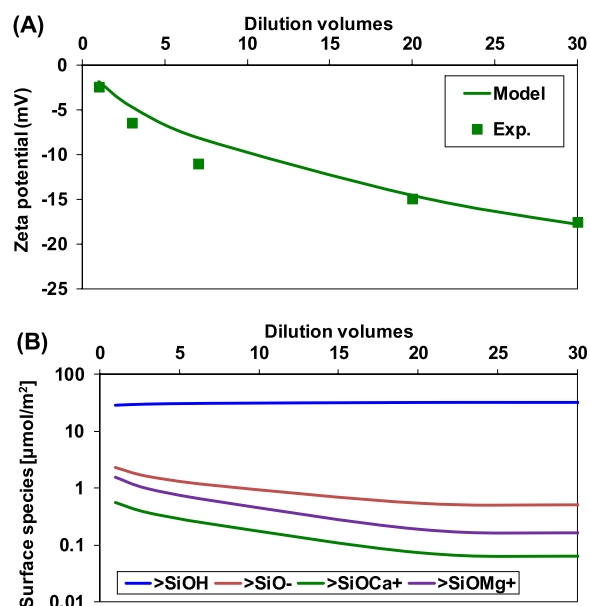 (A)
Dilution volumes
0 5 10 15 20 25 30
0
-5
-10
-15
-20
-25
Zeta potential (mV)
Model
Exp.
(B)
Dilution volumes
0 5 10 15 20 25 30
100
10
1
0.1
0.01
Surface species [µmol/m²]
>SiOH >SiO- >SiOCa+ >SiOMg+